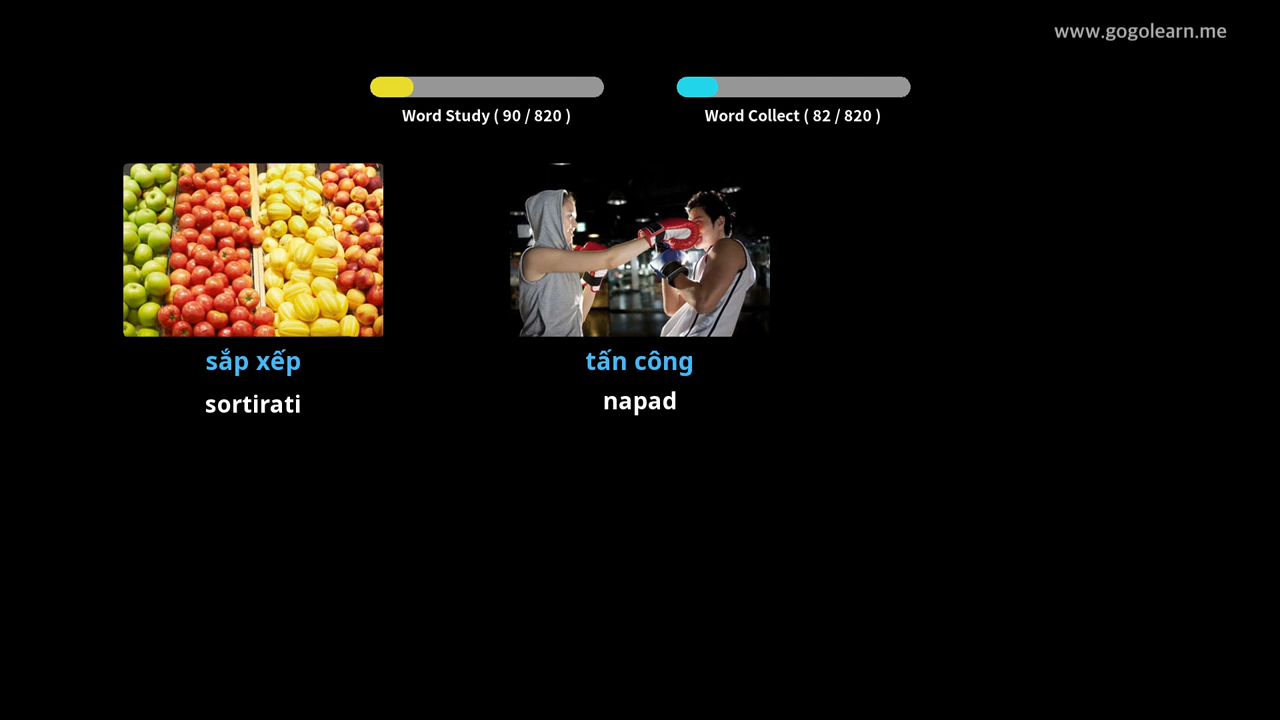 www.gogolearn.me
Word Study ( 90 / 820 )
Word Collect ( 82 / 820 )
sắp xếp
sortirati
tấn công
napad